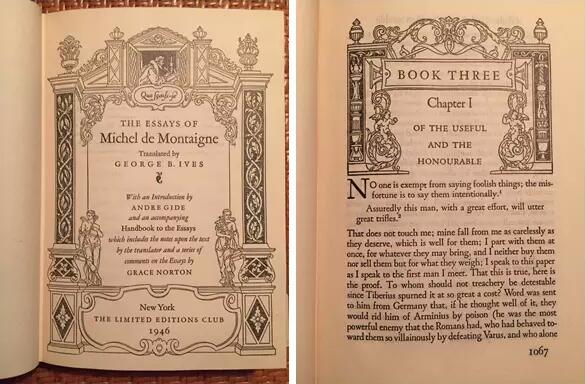 Que sçais-je
THE ESSAYS OF
Michel de Montaigne
Translated by
GEORGE B. IVES
With an Introduction by
ANDRE GIDE
and an accompanying
Handbook to the Essays
which includes the notes upon the text
by the translator and a series of
comments on the Essays by
GRACE NORTON
New York
THE LIMITED EDITIONS CLUB
1946
BOOK THREE
Chapter I
OF THE USEFUL
AND THE
HONOURABLE
NO one is exempt from saying foolish things; the mis-
fortune is to say them intentionally.¹
Assuredly this man, with a great effort, will utter
great trifles.²
That does not touch me; mine fall from me as carelessly as
they deserve, which is well for them; I part with them at
once, for whatever they may bring, and I neither buy them
nor sell them but for what they weigh; I speak to this paper
as I speak to the first man I meet. That this is true, here is
the proof. To whom should not treachery be detestable
since Tiberius spurned it at so great a cost? Word was sent
to him from Germany that, if he thought well of it, they
would rid him of Arminius by poison (he was the most
powerful enemy that the Romans had, who had behaved to-
ward them so villainously by defeating Varus, and who alone
1067